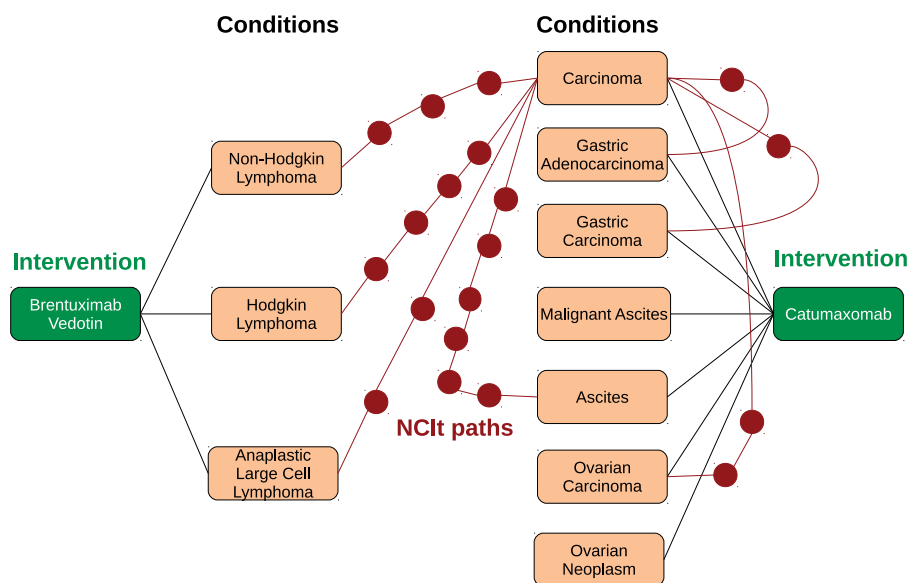 Conditions
Conditions
Carcinoma
Non-Hodgkin
Lymphoma
Gastric
Adenocarcinoma
Gastric
Carcinoma
Intervention
Intervention
Brentuximab
Vedotin
Hodgkin
Lymphoma
Malignant Ascites
Catumaxomab
Ascites
NCIt paths
Anaplastic
Large Cell
Lymphoma
Ovarian
Carcinoma
Ovarian
Neoplasm